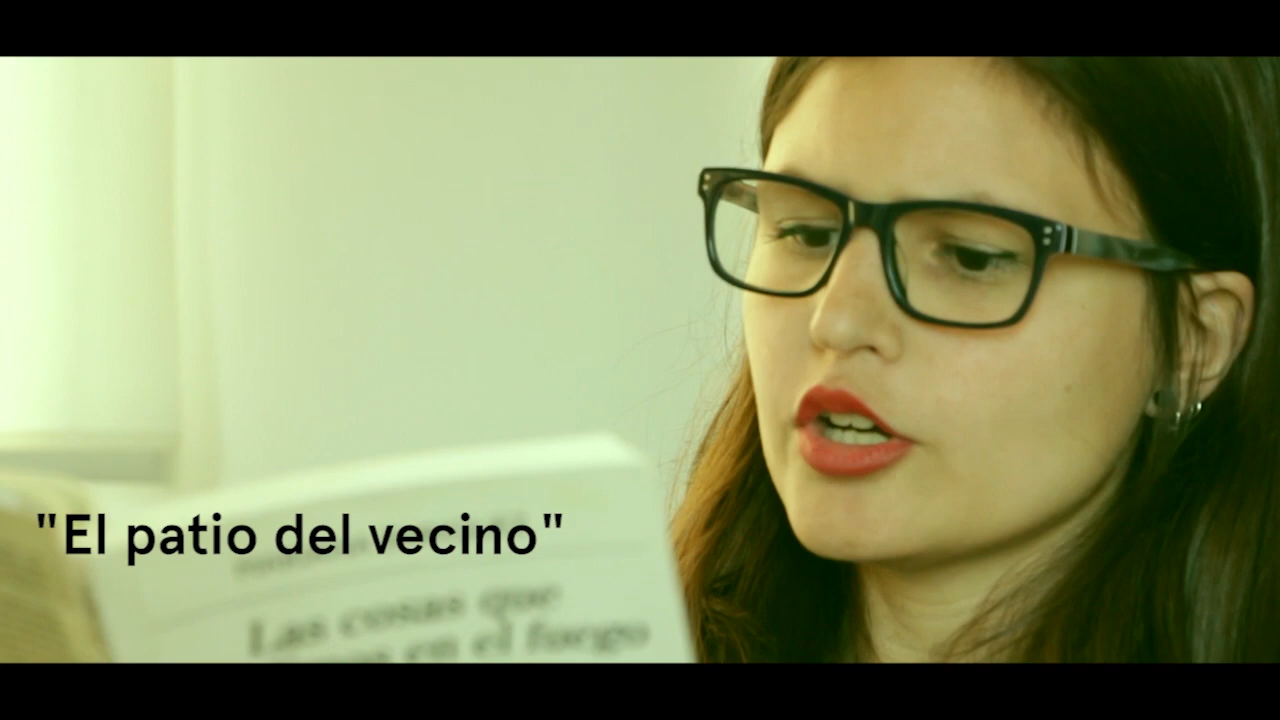 "El patio del vecino"
Las cosas que
en el fuego